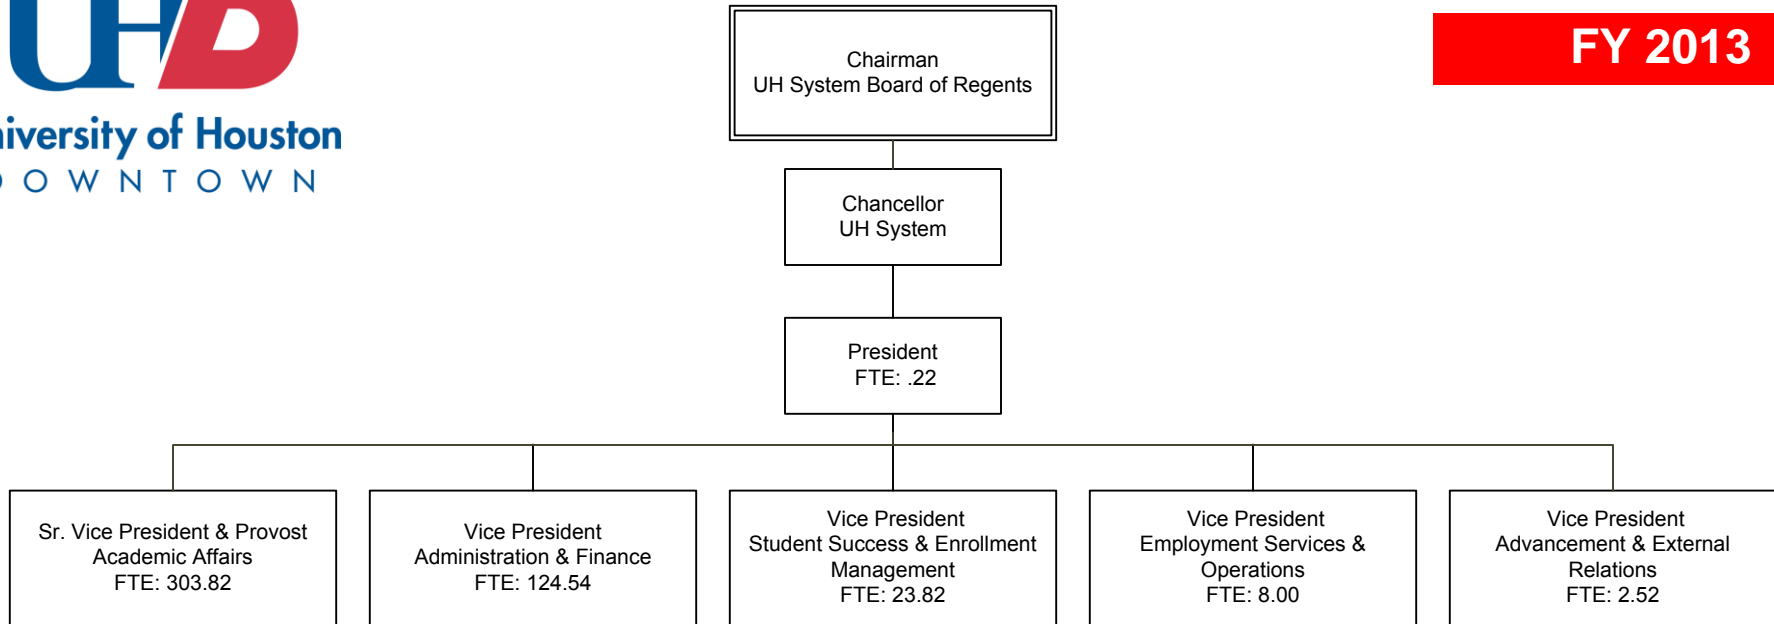 UHD
University of Houston
DOWNTOWN
FY 2013
Chairman
UH System Board of Regents
Chancellor
UH System
President
FTE: .22
Sr. Vice President & Provost
Academic Affairs
FTE: 303.82
Vice President
Administration & Finance
FTE: 124.54
Vice President
Student Success & Enrollment
Management
FTE: 23.82
Vice President
Employment Services &
Operations
FTE: 8.00
Vice President
Advancement & External
Relations
FTE: 2.52